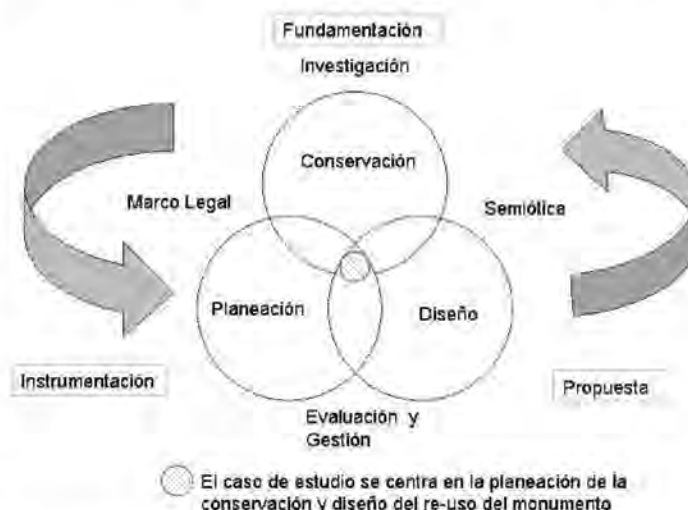 Fundamentación
Investigación
Conservación
Marco Legal
Semiótica
Planeación
Diseño
Instrumentación
Propuesta
Evaluación y
Gestión
El caso de estudio se centra en la planeación de la
conservación y diseño del re-uso del monumento